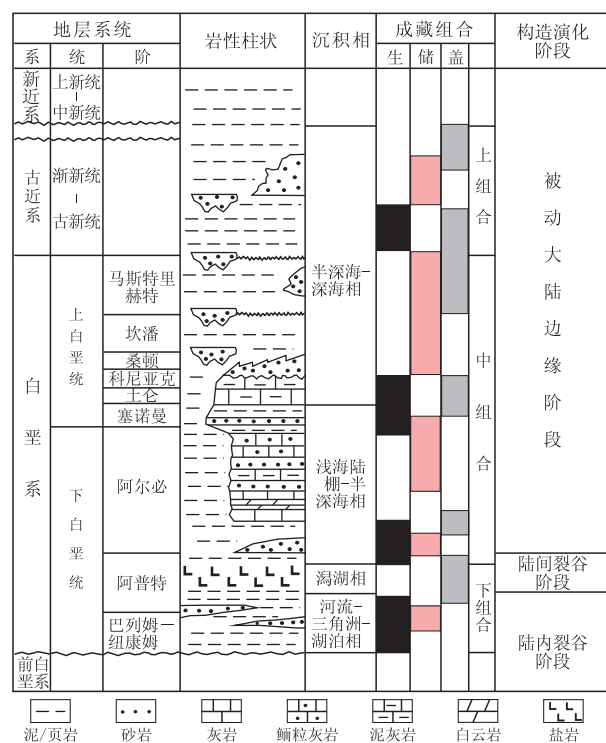 地层系统
岩性柱状
沉积相
成藏组合
构造演化
阶段
系
统
阶
生
储
盖
新近系
上新统
-
中新统
古近系
渐新统
-
古新统
白垩系
上白垩统
下白垩统
前白
垩系
马斯特里
赫特
坎潘
桑顿
科尼亚克
土仑
塞诺曼
阿尔必
阿普特
巴列姆-
纽康姆
半深海-
深海相
浅海陆
棚-半
深海相
潟湖相
河流-
三角洲-
湖泊相
上组合
中组合
下组合
被动大陆边缘阶段
陆间裂谷
阶段
陆内裂谷
阶段
泥/页岩
砂岩
灰岩
鲕粒灰岩
泥灰岩
白云岩
盐岩